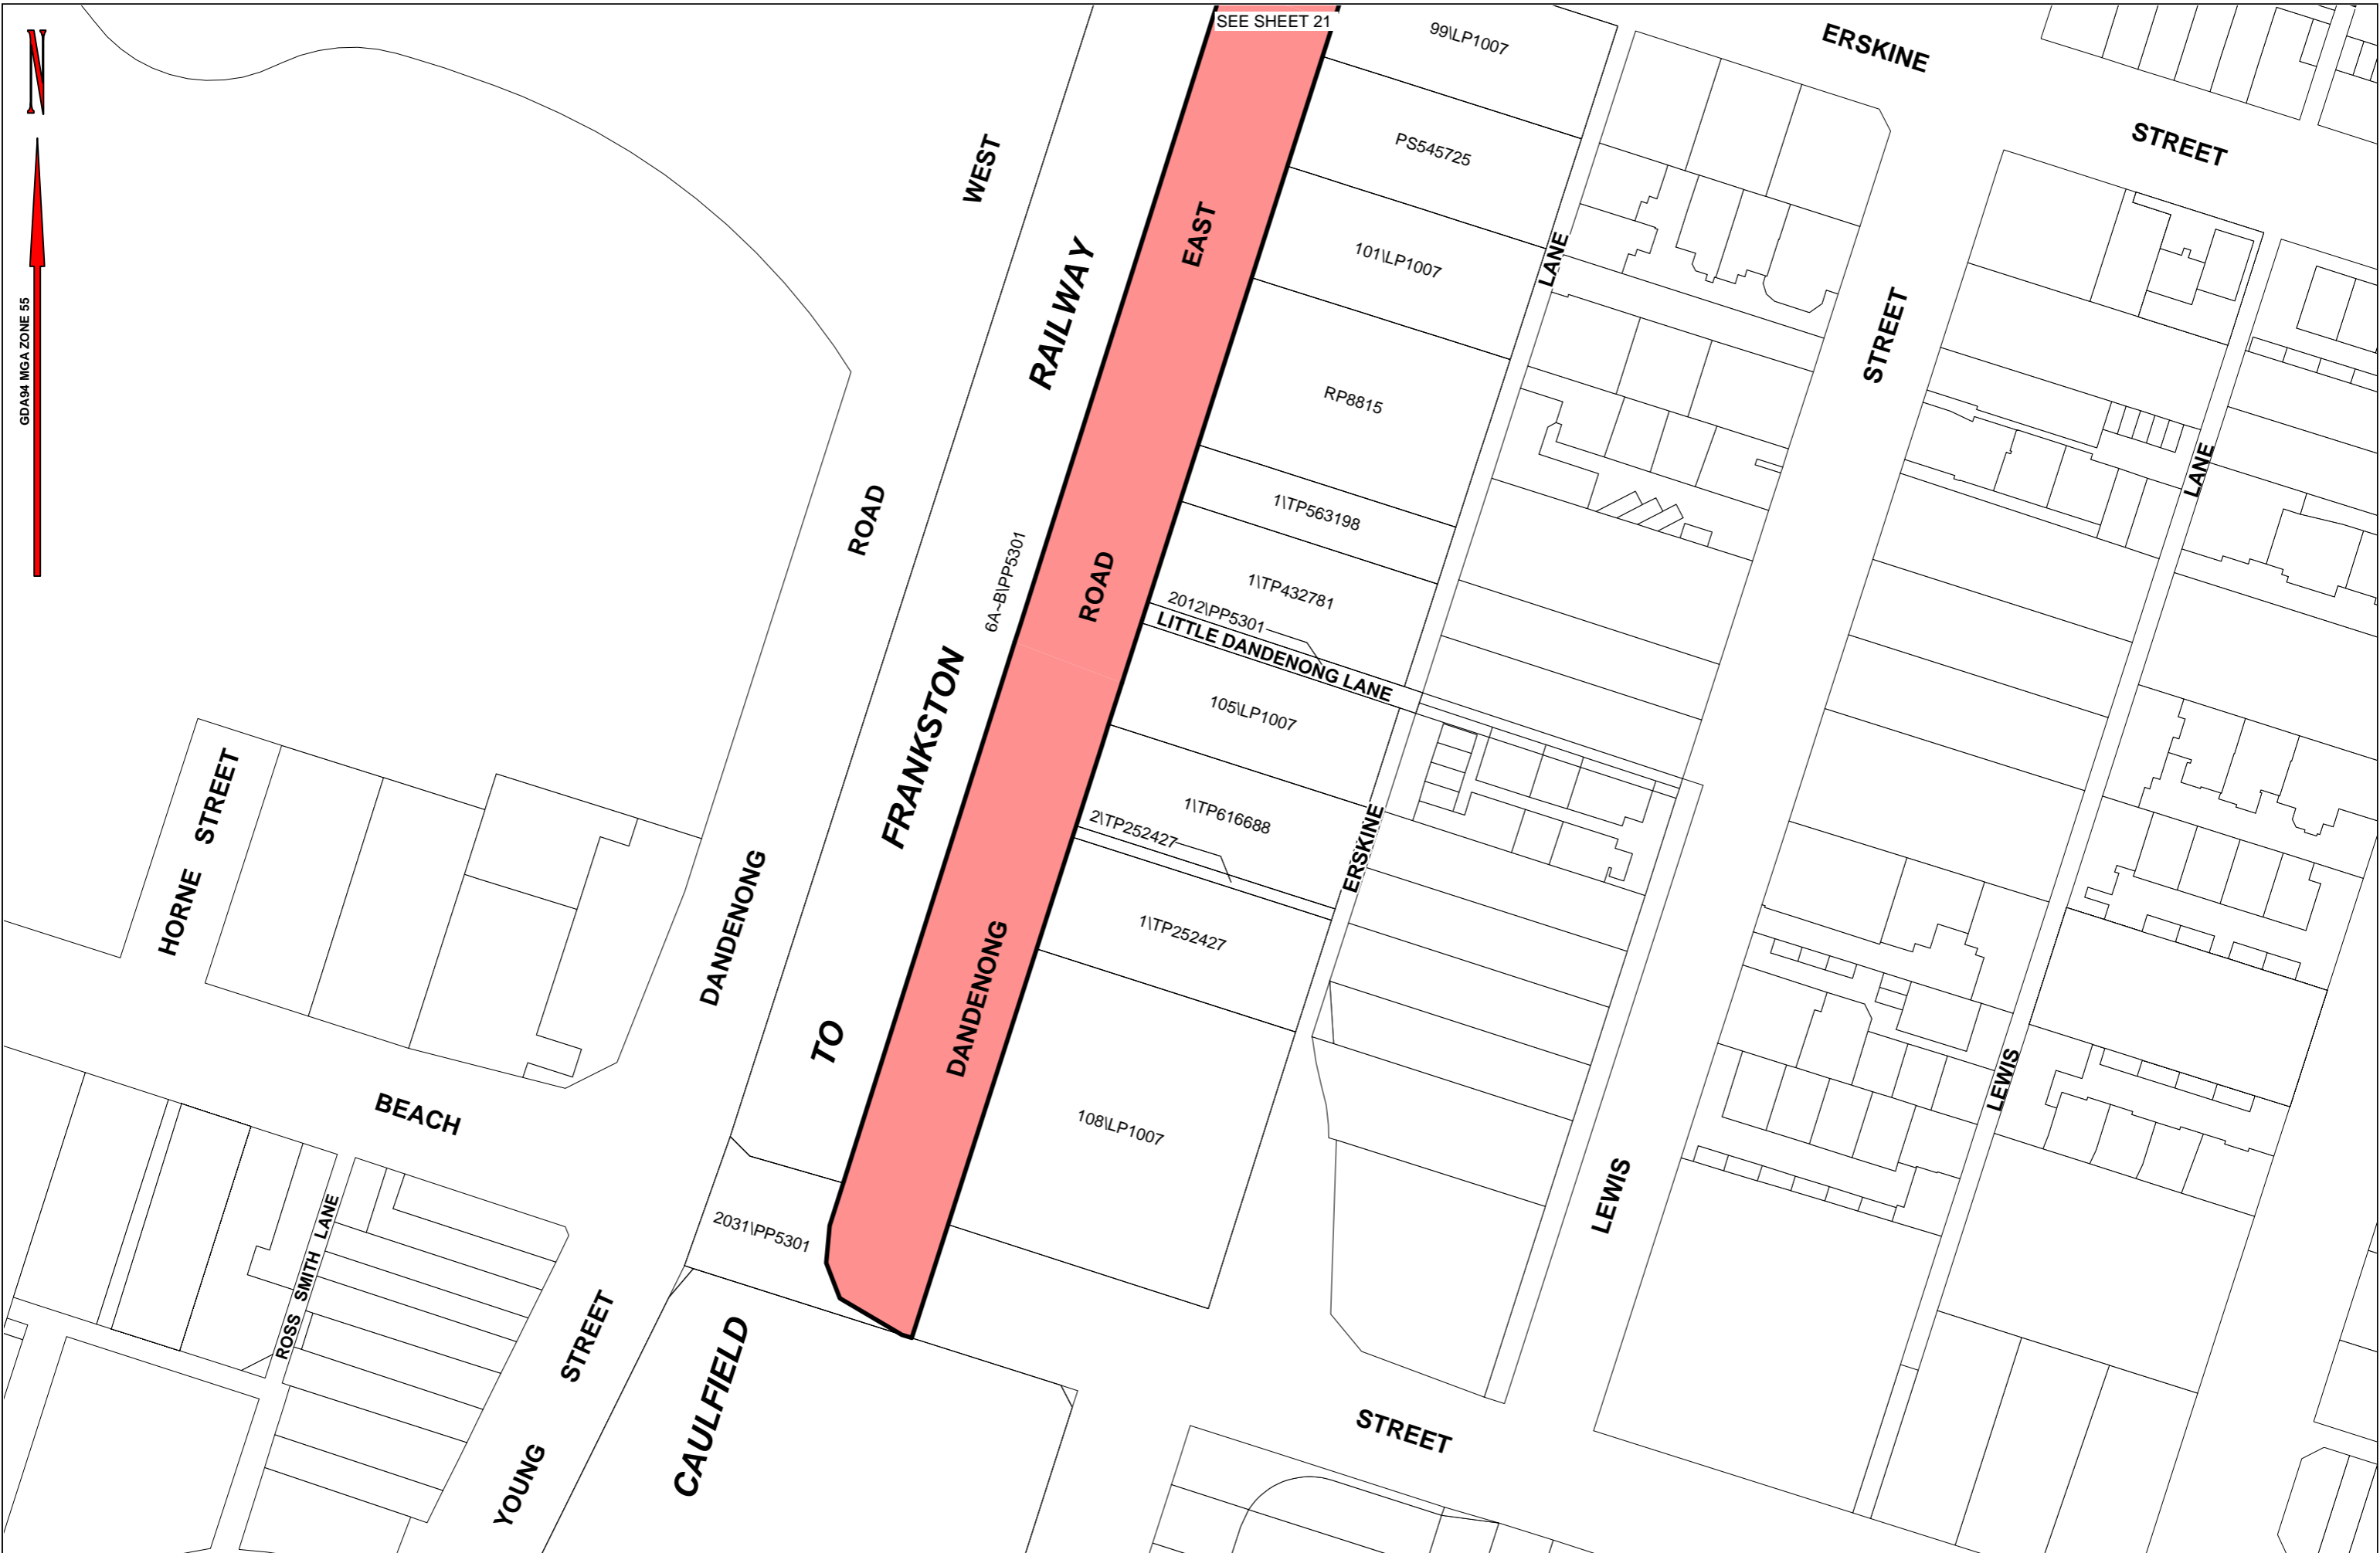 SEE SHEET 21
N
GDA94 MGA ZONE 55
99\LP1007
ERSKINE
STREET
PS545725
WEST
EAST
101\LP1007
LANE
RAILWAY
STREET
RP8815
LANE
ROAD
1\TP563198
6A~B\PP5301
ROAD
1\TP432781
2012\PP5301
LITTLE DANDENONG LANE
105\LP1007
FRANKSTON
HORNE STREET
1\TP616688
2\TP252427
ERSKINE
DANDENONG
1\TP252427
DANDENONG
TO
LEWIS
BEACH
108\LP1007
LEWIS
2031\PP5301
ROSS SMITH LANE
STREET
CAULFIELD
STREET
YOUNG